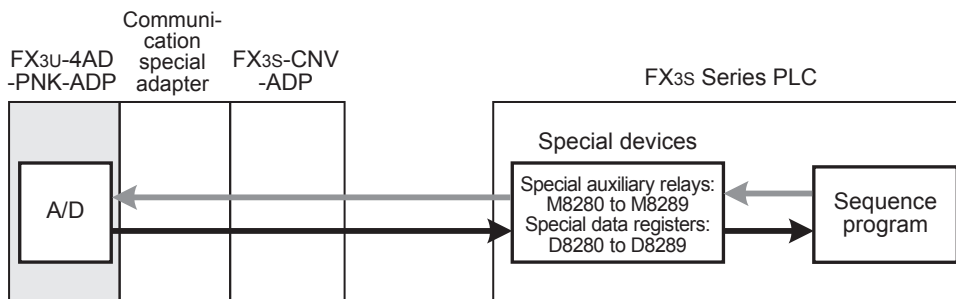 Communi-
cation
special
adapter
FX3U-4AD
-PNK-ADP
FX3S-CNV
-ADP
FX3S Series PLC
Special devices
A/D
Special auxiliary relays:
M8280 to M8289
Special data registers:
D8280 to D8289
Sequence
program